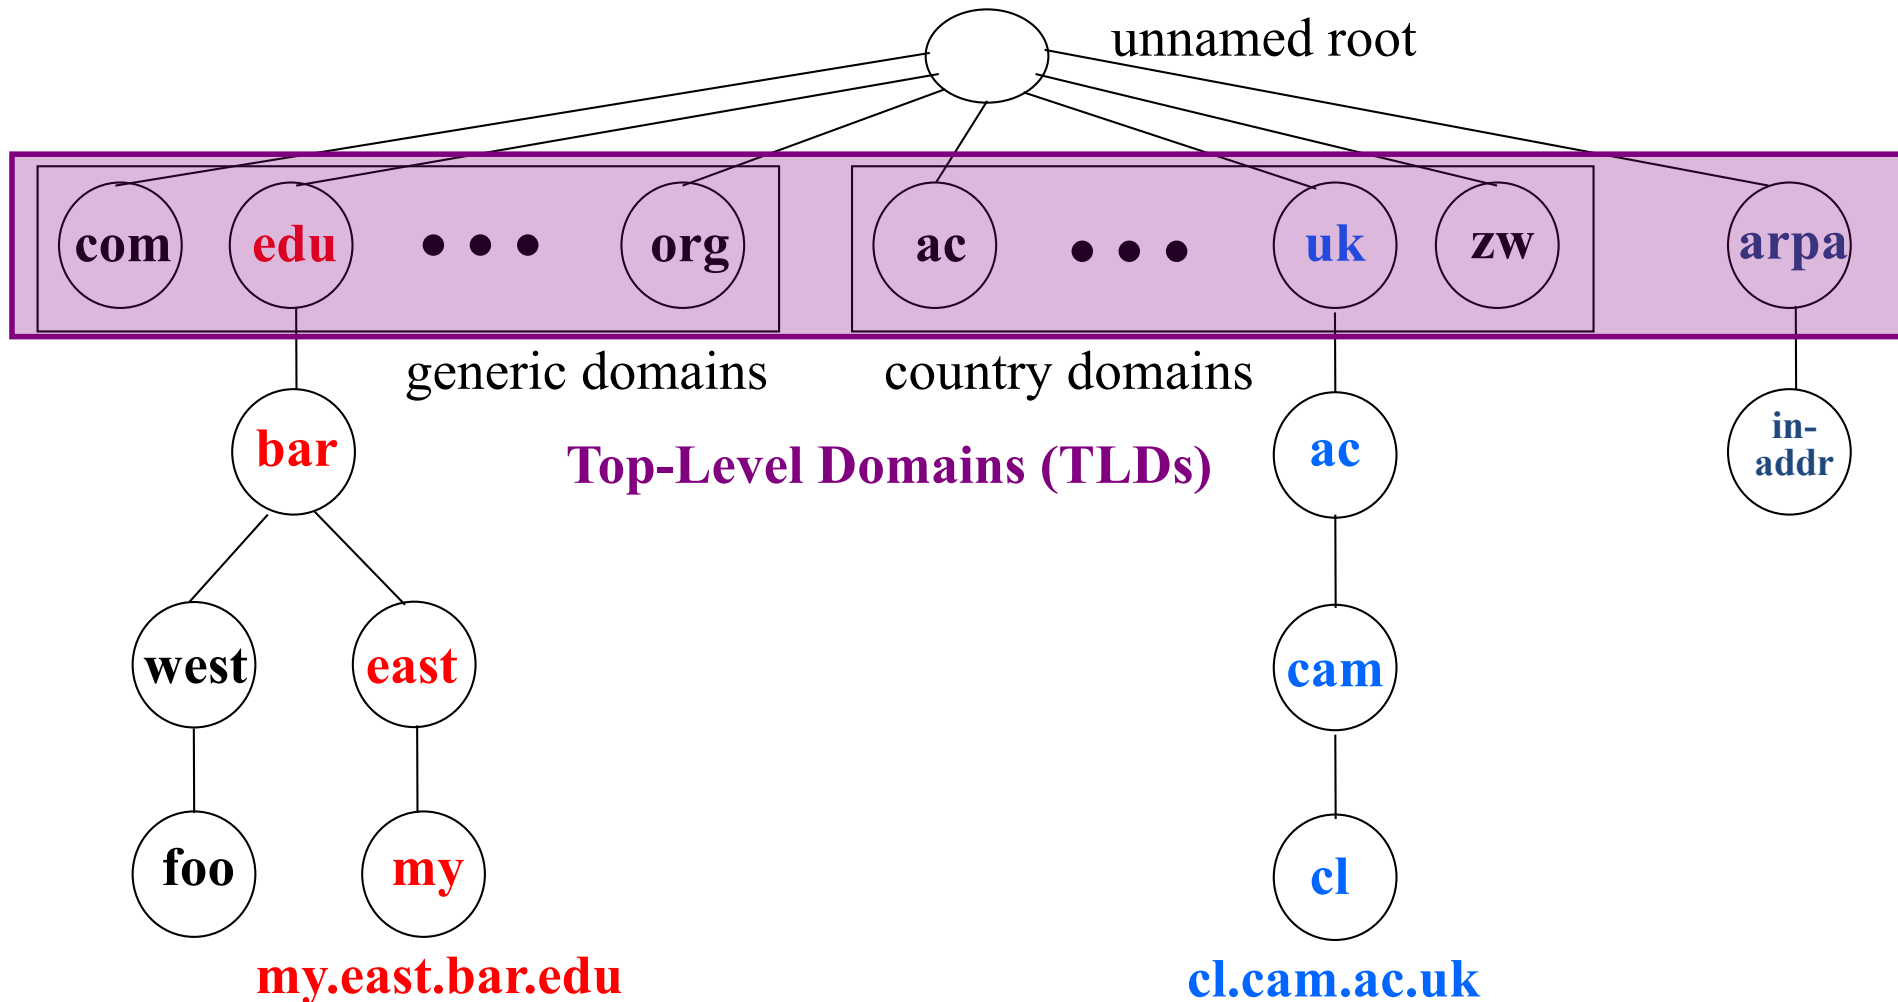 unnamed root
com edu ••• org ac ••• uk zw arpa
generic domains country domains
bar Top-Level Domains (TLDs) ac in-
addr
west east cam
foo my cl
my.east.bar.edu cl.cam.ac.uk